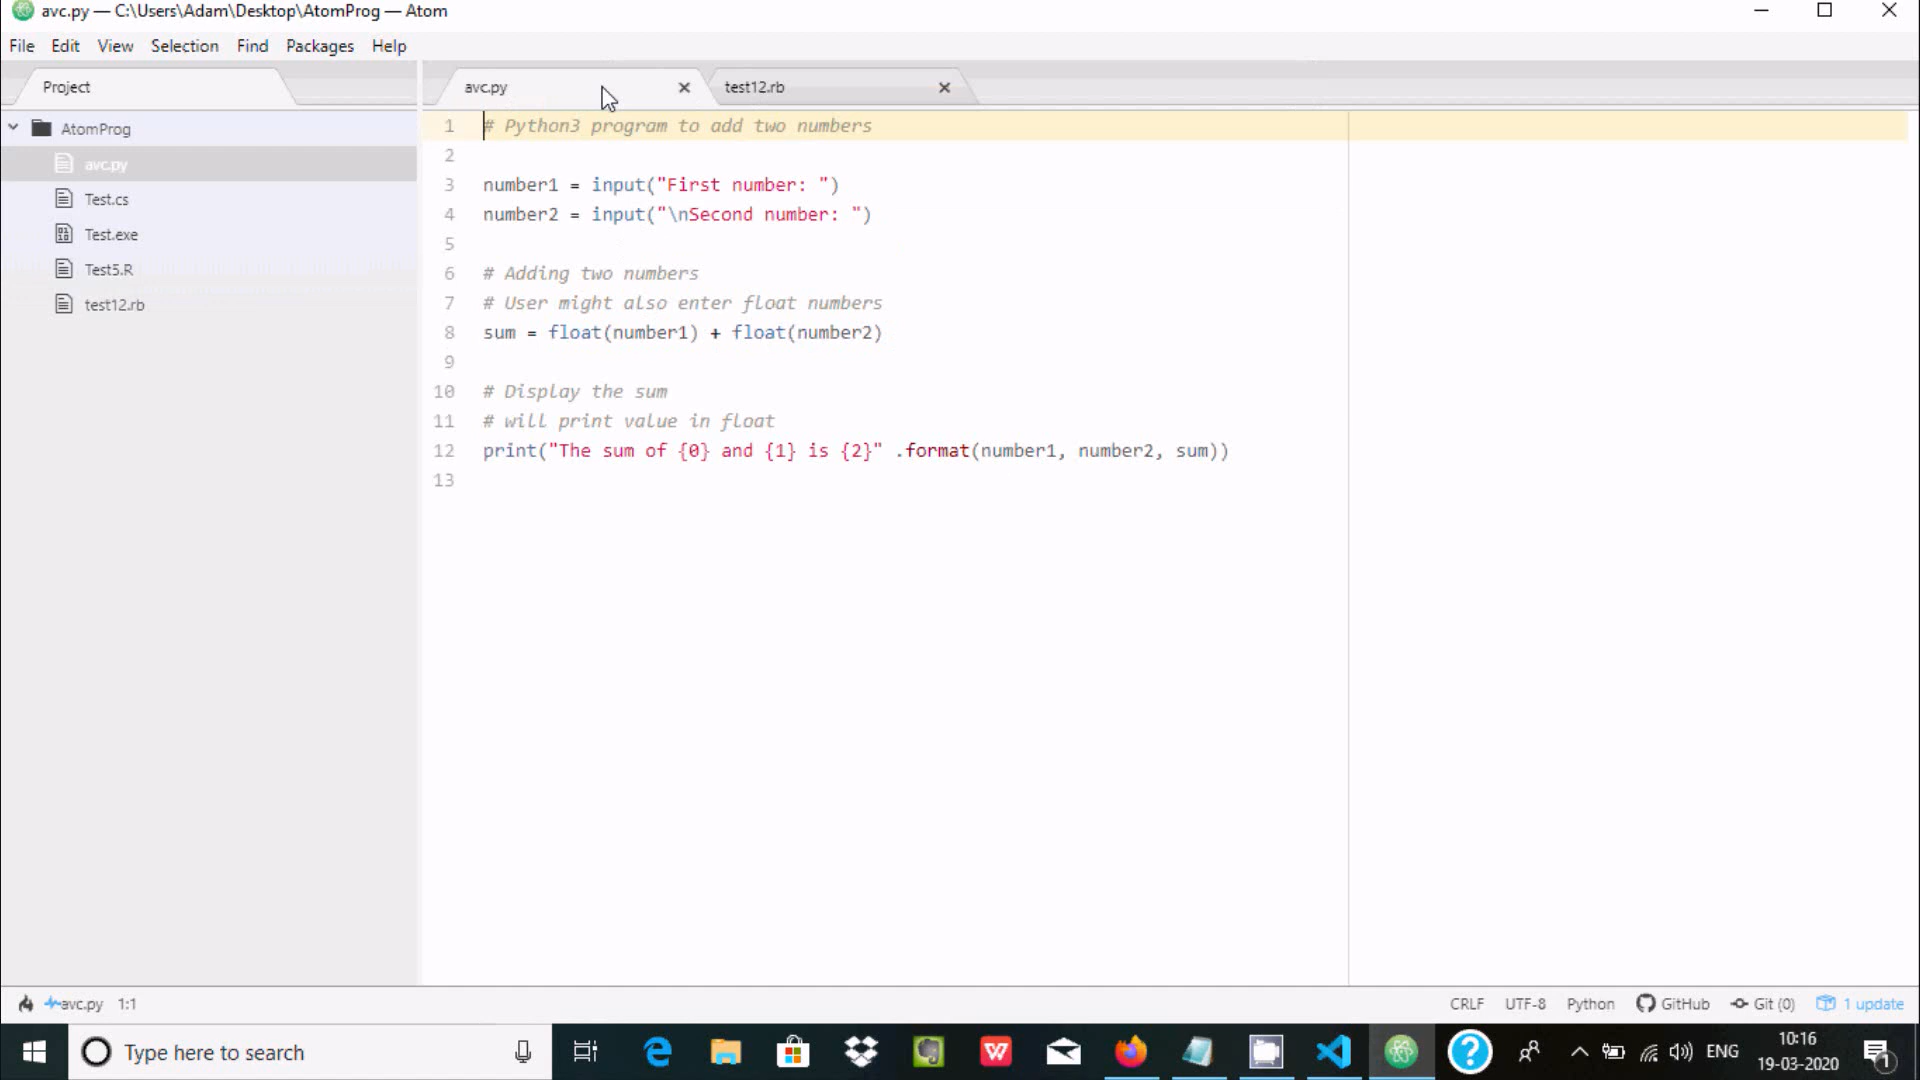 avc.py — C:\Users\Adam\Desktop\AtomProg — Atom
File Edit View Selection Find Packages Help
Project
avc.py
test12.rb
AtomProg
avc.py
Test.cs
Test.exe
Test5.R
test12.rb
1 # Python3 program to add two numbers
2
3 number1 = input("First number: ")
4 number2 = input("\nSecond number: ")
5
6 # Adding two numbers
7 # User might also enter float numbers
8 sum = float(number1) + float(number2)
9
10 # Display the sum
11 # will print value in float
12 print("The sum of {0} and {1} is {2}" .format(number1, number2, sum))
13
avc.py 1:1 CRLF UTF-8 Python GitHub Git (0) 1 update
Type here to search
ENG
10:16
19-03-2020
1